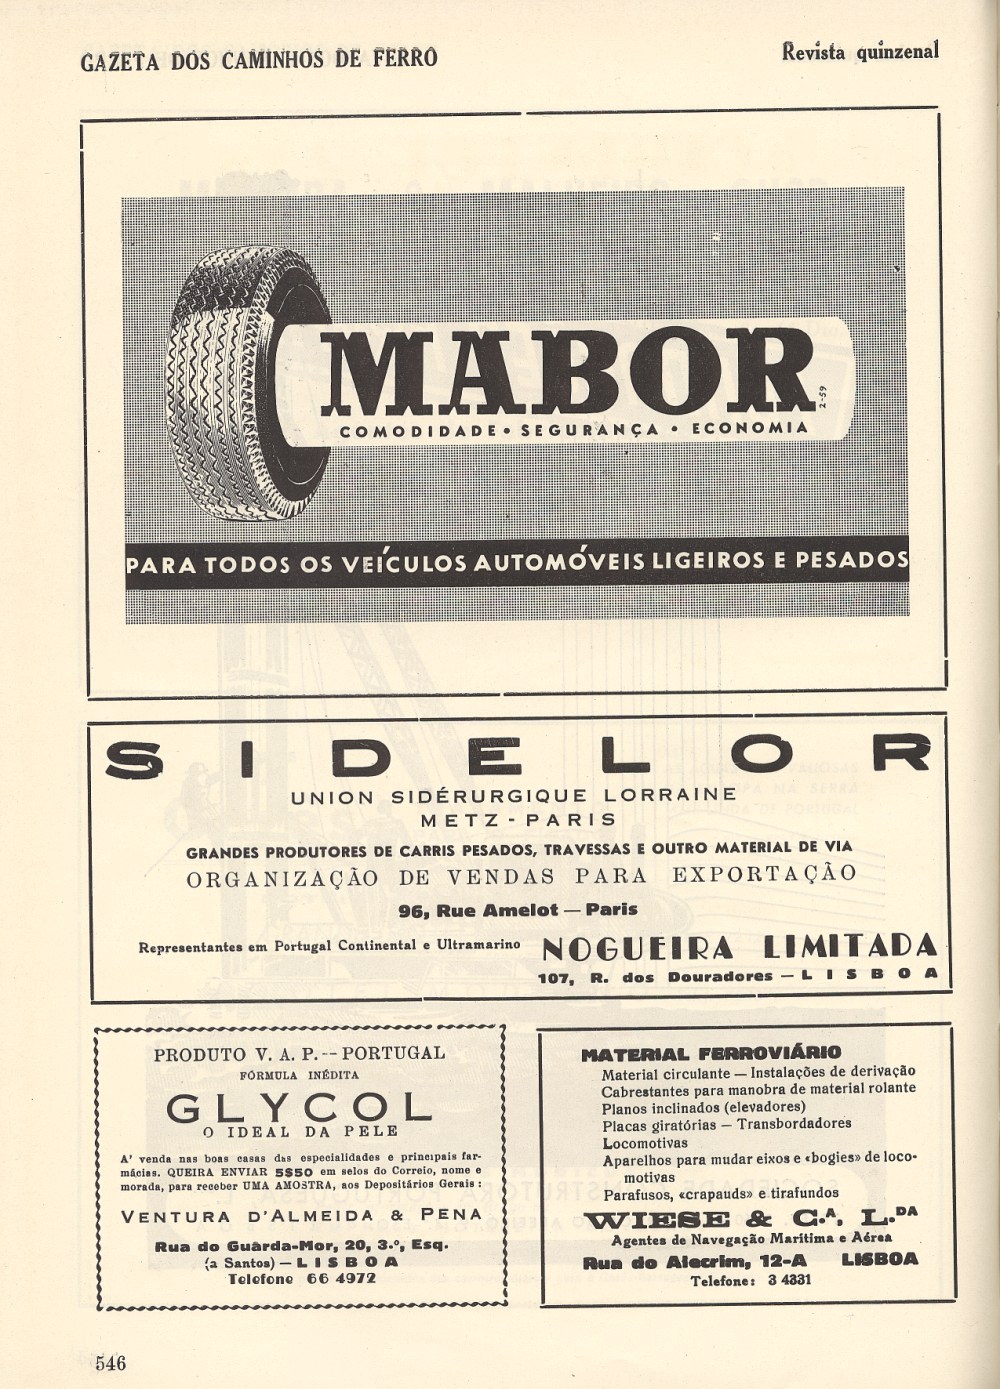 GAZETA DOS CAMINHOS DE FERRO
Revista quinzenal
MABOR
2-59
COMODIDADE • SEGURANÇA • ECONOMIA
PARA TODOS OS VEÍCULOS AUTOMÓVEIS LIGEIROS E PESADOS
SIDELOR
UNION SIDÉRURGIQUE LORRAINE
METZ - PARIS
GRANDES PRODUTORES DE CARRIS PESADOS, TRAVESSAS E OUTRO MATERIAL DE VIA
ORGANIZAÇÃO DE VENDAS PARA EXPORTAÇÃO
96, Rue Amelot — Paris
Representantes em Portugal Continental e Ultramarino
NOGUEIRA LIMITADA
107, R. dos Douradores — LISBOA
PRODUTO V. A. P. -- PORTUGAL
FÓRMULA INÉDITA
GLYCOL
O IDEAL DA PELE
A' venda nas boas casas das especialidades e principais far-
mácias. QUEIRA ENVIAR 5$50 em selos do Correio, nome e
morada, para receber UMA AMOSTRA, aos Depositários Gerais:
VENTURA D'ALMEIDA & PENA
Rua do Guarda-Mor, 20, 3.º, Esq.
(a Santos) — LISBOA
Telefone 66 4972
MATERIAL FERROVIÁRIO
Material circulante — Instalações de derivação
Cabrestantes para manobra de material rolante
Planos inclinados (elevadores)
Placas giratórias — Transbordadores
Locomotivas
Aparelhos para mudar eixos e «bogies» de loco-
motivas
Parafusos, «crapauds» e tirafundos
WIESE & C.ª, L.DA
Agentes de Navegação Marítima e Aérea
Rua do Alecrim, 12-A LISBOA
Telefone: 3 4331
546